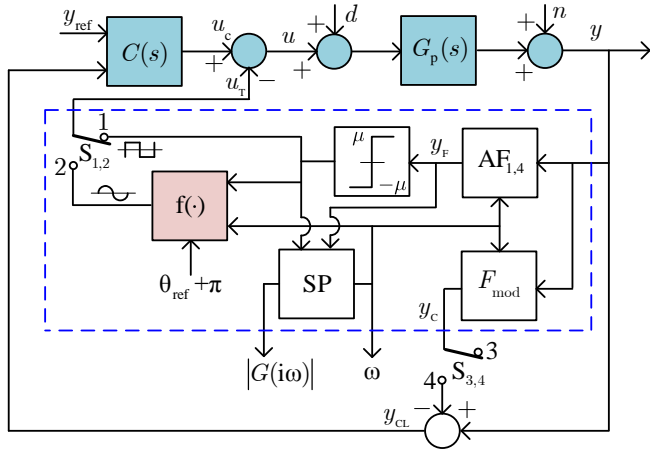 y_ref
C(s)
u_c
+
−
u_T
u
d
+
+
G_p(s)
n
+
+
y
1
S_1,2
2
μ
−μ
y_F
AF_1,4
f(·)
θ_ref +π
SP
F_mod
y_C
3
S_3,4
4
|G(iω)|
ω
−
+
y_CL